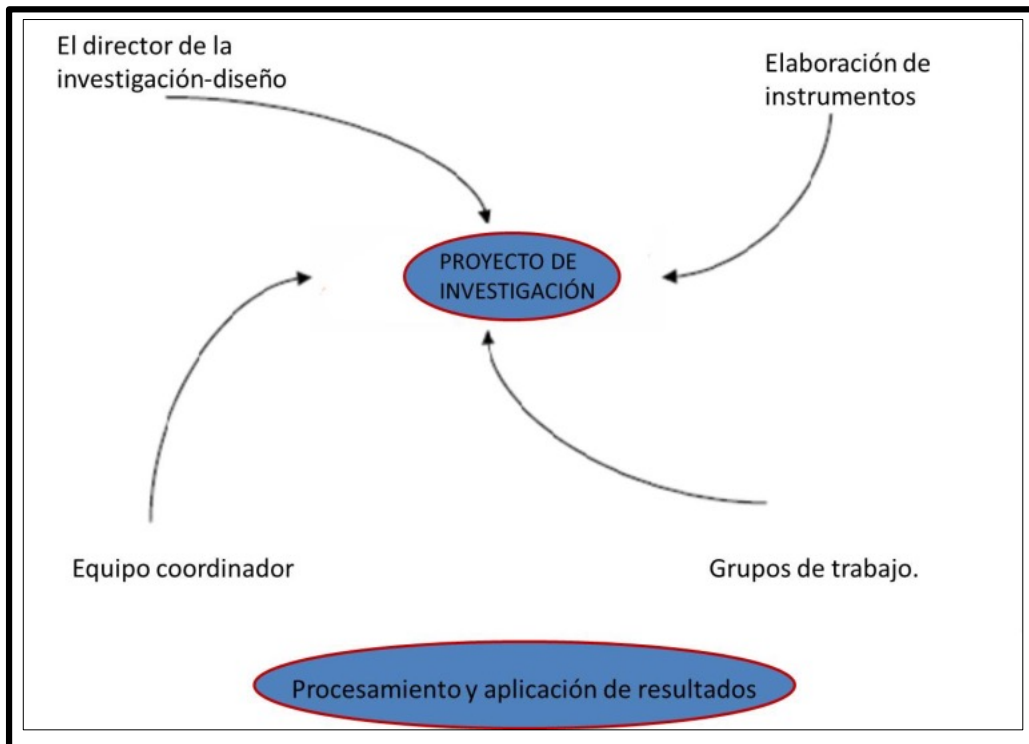 El director de la
investigación-diseño
Elaboración de
instrumentos
PROYECTO DE
INVESTIGACIÓN
Equipo coordinador
Grupos de trabajo.
Procesamiento y aplicación de resultados